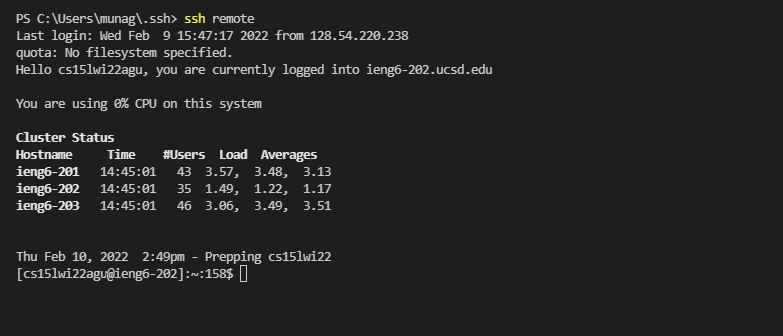 PS C:\Users\munag\.ssh> ssh remote
Last login: Wed Feb  9 15:47:17 2022 from 128.54.220.238
quota: No filesystem specified.
Hello cs15lwi22agu, you are currently logged into ieng6-202.ucsd.edu
You are using 0% CPU on this system
Cluster Status
Hostname     Time    #Users  Load  Averages
ieng6-201   14:45:01   43  3.57,  3.48,  3.13
ieng6-202   14:45:01   35  1.49,  1.22,  1.17
ieng6-203   14:45:01   46  3.06,  3.49,  3.51
Thu Feb 10, 2022  2:49pm - Prepping cs15lwi22
[cs15lwi22agu@ieng6-202]:~:158$